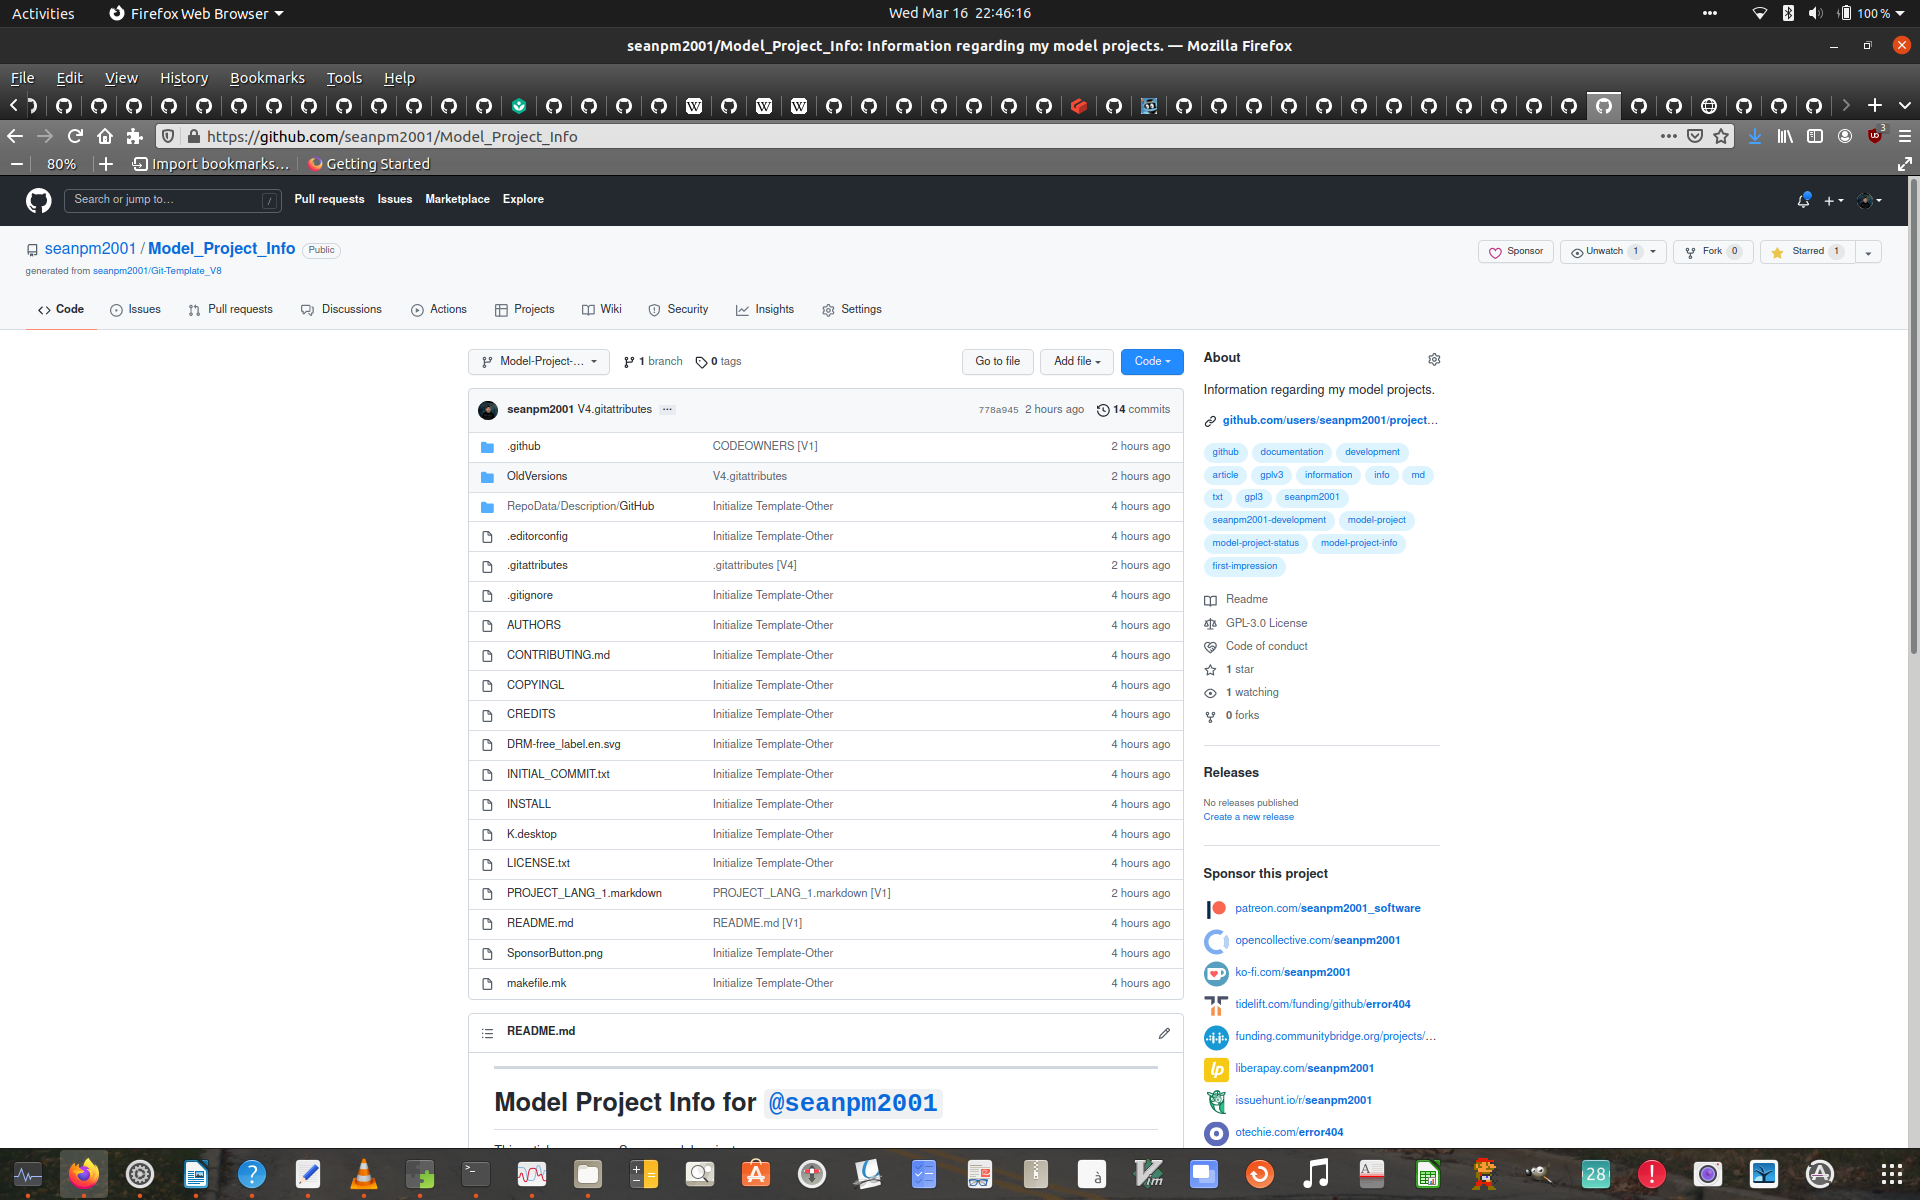 Activities Firefox Web Browser Wed Mar 16 22:46:16 100 %
seanpm2001/Model_Project_Info: Information regarding my model projects. — Mozilla Firefox
File Edit View History Bookmarks Tools Help
https://github.com/seanpm2001/Model_Project_Info 3
80% Import bookmarks... Getting Started
Search or jump to... / Pull requests Issues Marketplace Explore
seanpm2001 / Model_Project_Info Public Sponsor Unwatch 1 Fork 0 Starred 1
generated from seanpm2001/Git-Template_V8
Code Issues Pull requests Discussions Actions Projects Wiki Security Insights Settings
Model-Project-... 1 branch 0 tags Go to file Add file Code
seanpm2001 V4.gitattributes ... 778a945 2 hours ago 14 commits
.github CODEOWNERS [V1] 2 hours ago
OldVersions V4.gitattributes 2 hours ago
RepoData/Description/GitHub Initialize Template-Other 4 hours ago
.editorconfig Initialize Template-Other 4 hours ago
.gitattributes .gitattributes [V4] 2 hours ago
.gitignore Initialize Template-Other 4 hours ago
AUTHORS Initialize Template-Other 4 hours ago
CONTRIBUTING.md Initialize Template-Other 4 hours ago
COPYINGL Initialize Template-Other 4 hours ago
CREDITS Initialize Template-Other 4 hours ago
DRM-free_label.en.svg Initialize Template-Other 4 hours ago
INITIAL_COMMIT.txt Initialize Template-Other 4 hours ago
INSTALL Initialize Template-Other 4 hours ago
K.desktop Initialize Template-Other 4 hours ago
LICENSE.txt Initialize Template-Other 4 hours ago
PROJECT_LANG_1.markdown PROJECT_LANG_1.markdown [V1] 2 hours ago
README.md README.md [V1] 4 hours ago
SponsorButton.png Initialize Template-Other 4 hours ago
makefile.mk Initialize Template-Other 4 hours ago
README.md
Model Project Info for @seanpm2001
About
Information regarding my model projects.
github.com/users/seanpm2001/project...
github documentation development
article gplv3 information info md
txt gpl3 seanpm2001
seanpm2001-development model-project
model-project-status model-project-info
first-impression
Readme
GPL-3.0 License
Code of conduct
1 star
1 watching
0 forks
Releases
No releases published
Create a new release
Sponsor this project
patreon.com/seanpm2001_software
opencollective.com/seanpm2001
ko-fi.com/seanpm2001
tidelift.com/funding/github/error404
funding.communitybridge.org/projects/...
liberapay.com/seanpm2001
issuehunt.io/r/seanpm2001
otechie.com/error404
28